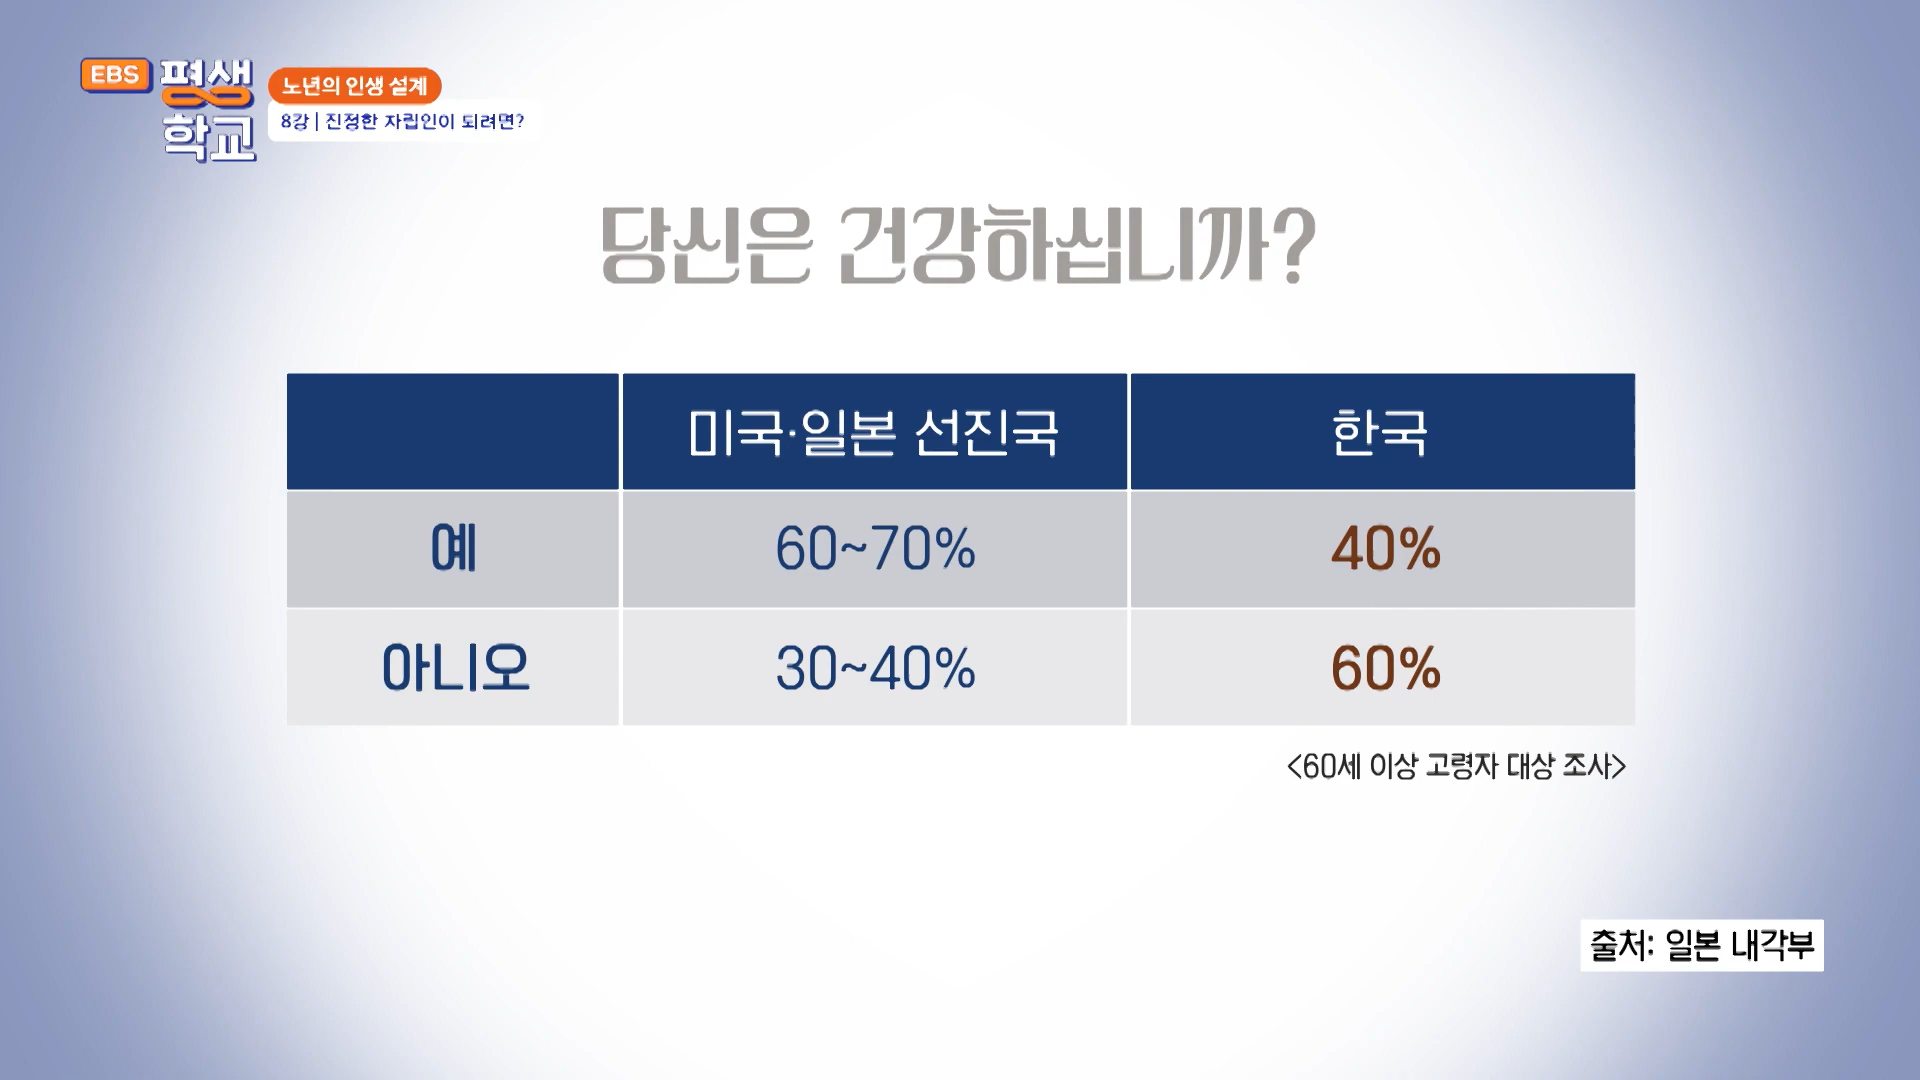 EBS 평생
학교
노년의 인생 설계
8강 | 진정한 자립인이 되려면?
당신은 건강하십니까?
미국·일본 선진국 한국
예 60~70% 40%
아니오 30~40% 60%
<60세 이상 고령자 대상 조사>
출처: 일본 내각부